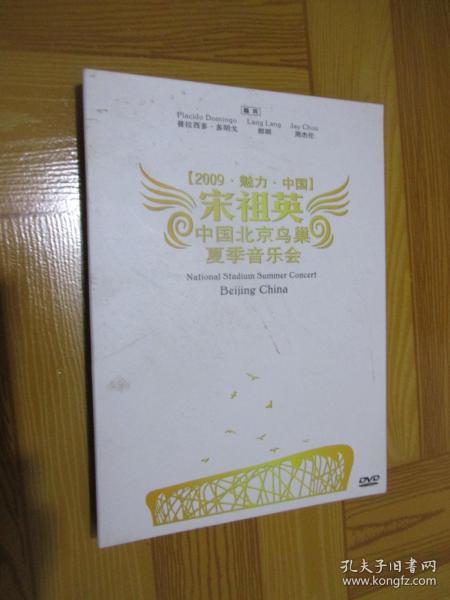 嘉宾
Placido Domingo Lang Lang Jay Chou
普拉西多·多明戈 郎朗 周杰伦
【2009·魅力·中国】
宋祖英
中国北京鸟巢
夏季音乐会
National Stadium Summer Concert
Beijing China
DVD
孔夫子旧书网
www.kongfz.com